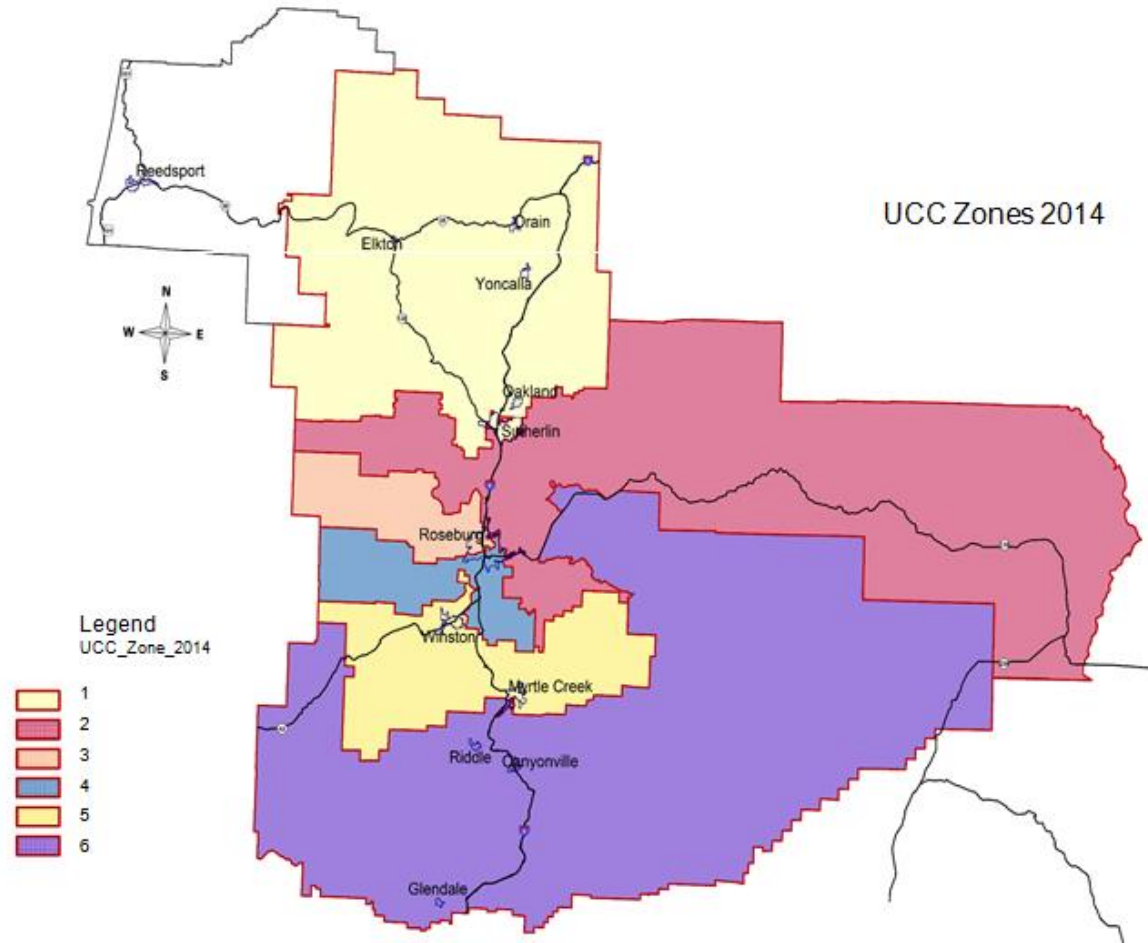 Reedsport
UCC Zones 2014
Drain
Elkton
Yoncalla
N
W E
S
Oakland
Sutherlin
Roseburg
Legend
UCC_Zone_2014
Winston
1
Myrtle Creek
2
3
Riddle
Canyonville
4
5
6
Glendale